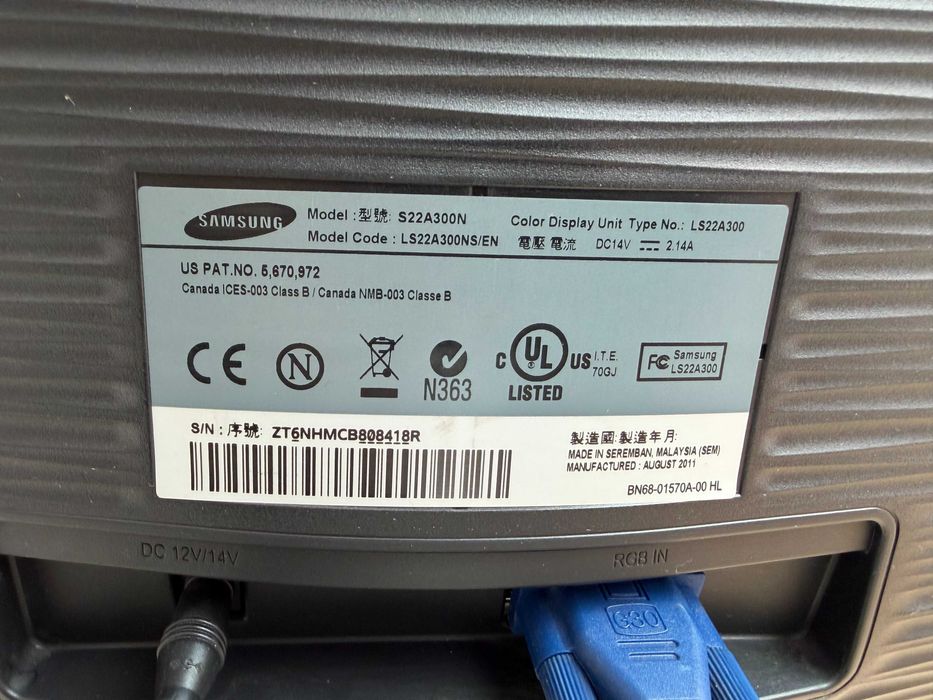 SAMSUNG
Model : 型號: S22A300N
Model Code : LS22A300NS/EN
Color Display Unit Type No.: LS22A300
電壓 電流 DC14V 2.14A
US PAT.NO. 5,670,972
Canada ICES-003 Class B / Canada NMB-003 Classe B
CE
N
N363
C UL US
LISTED
I.T.E.
70GJ
FC Samsung
LS22A300
S/N : 序號: ZT6NHMCB808418R
製造國 製造年月:
MADE IN SEREMBAN, MALAYSIA (SEM)
MANUFACTURED : AUGUST 2011
BN68-01570A-00 HL
DC 12V/14V
RGB IN